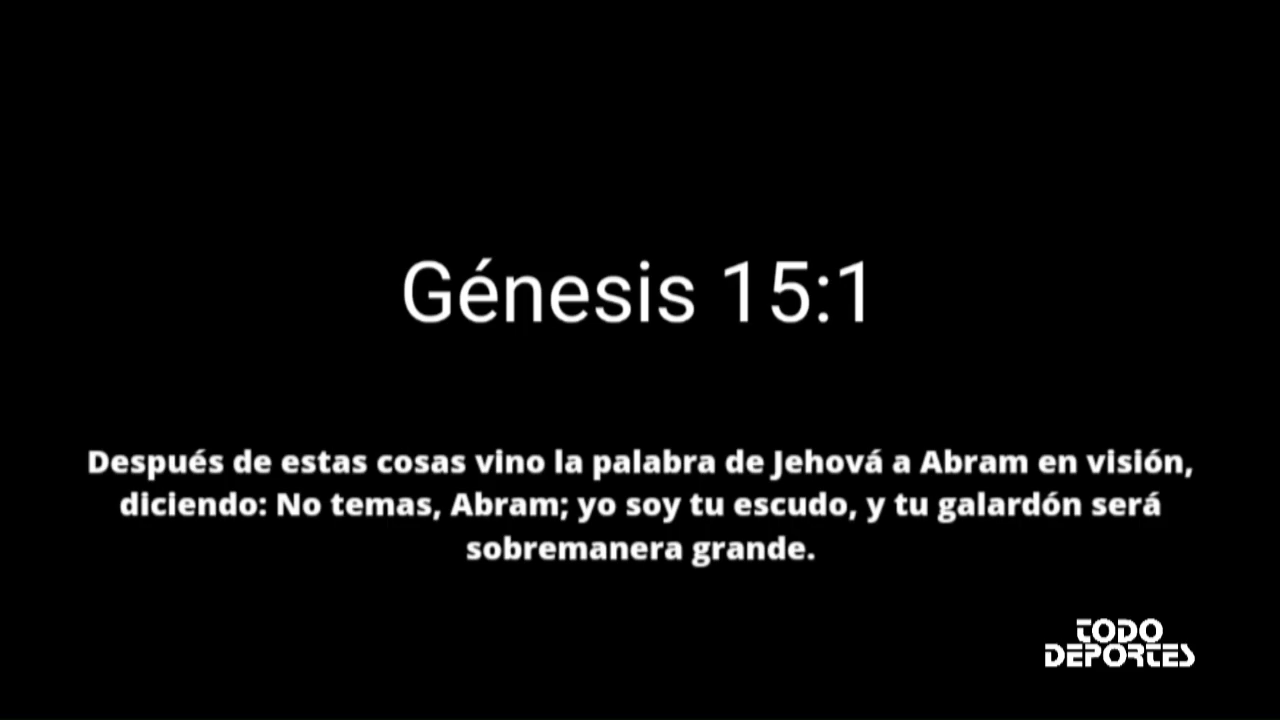 Génesis 15:1
Después de estas cosas vino la palabra de Jehová a Abram en visión,
diciendo: No temas, Abram; yo soy tu escudo, y tu galardón será
sobremanera grande.
TODO
DEPORTES